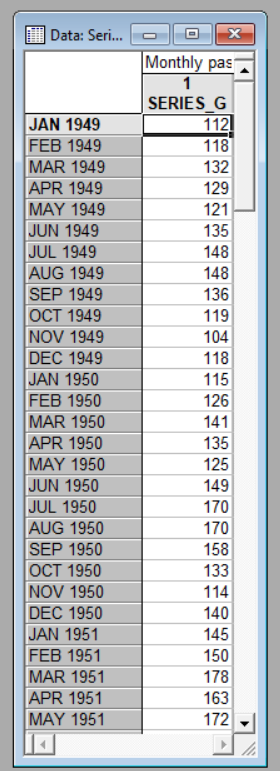 Data: Seri...
Monthly pas
1
SERIES_G
JAN 1949 112
FEB 1949 118
MAR 1949 132
APR 1949 129
MAY 1949 121
JUN 1949 135
JUL 1949 148
AUG 1949 148
SEP 1949 136
OCT 1949 119
NOV 1949 104
DEC 1949 118
JAN 1950 115
FEB 1950 126
MAR 1950 141
APR 1950 135
MAY 1950 125
JUN 1950 149
JUL 1950 170
AUG 1950 170
SEP 1950 158
OCT 1950 133
NOV 1950 114
DEC 1950 140
JAN 1951 145
FEB 1951 150
MAR 1951 178
APR 1951 163
MAY 1951 172